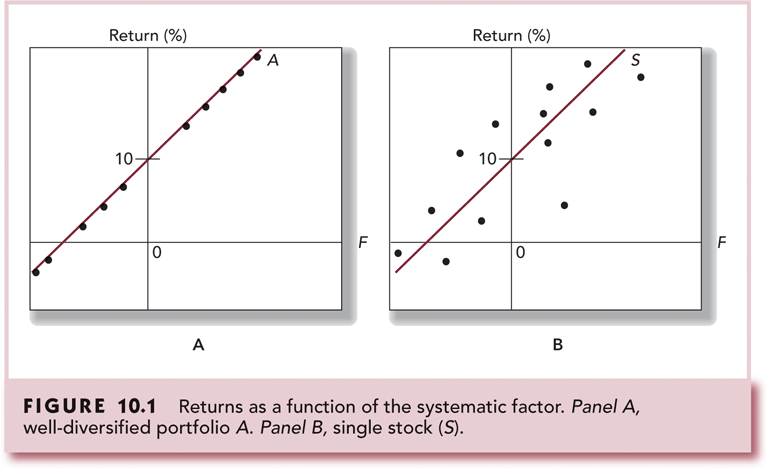 Return (%)
A
10
0
F
A
Return (%)
S
10
0
F
B
FIGURE 10.1 Returns as a function of the systematic factor. Panel A,
well-diversified portfolio A. Panel B, single stock (S).